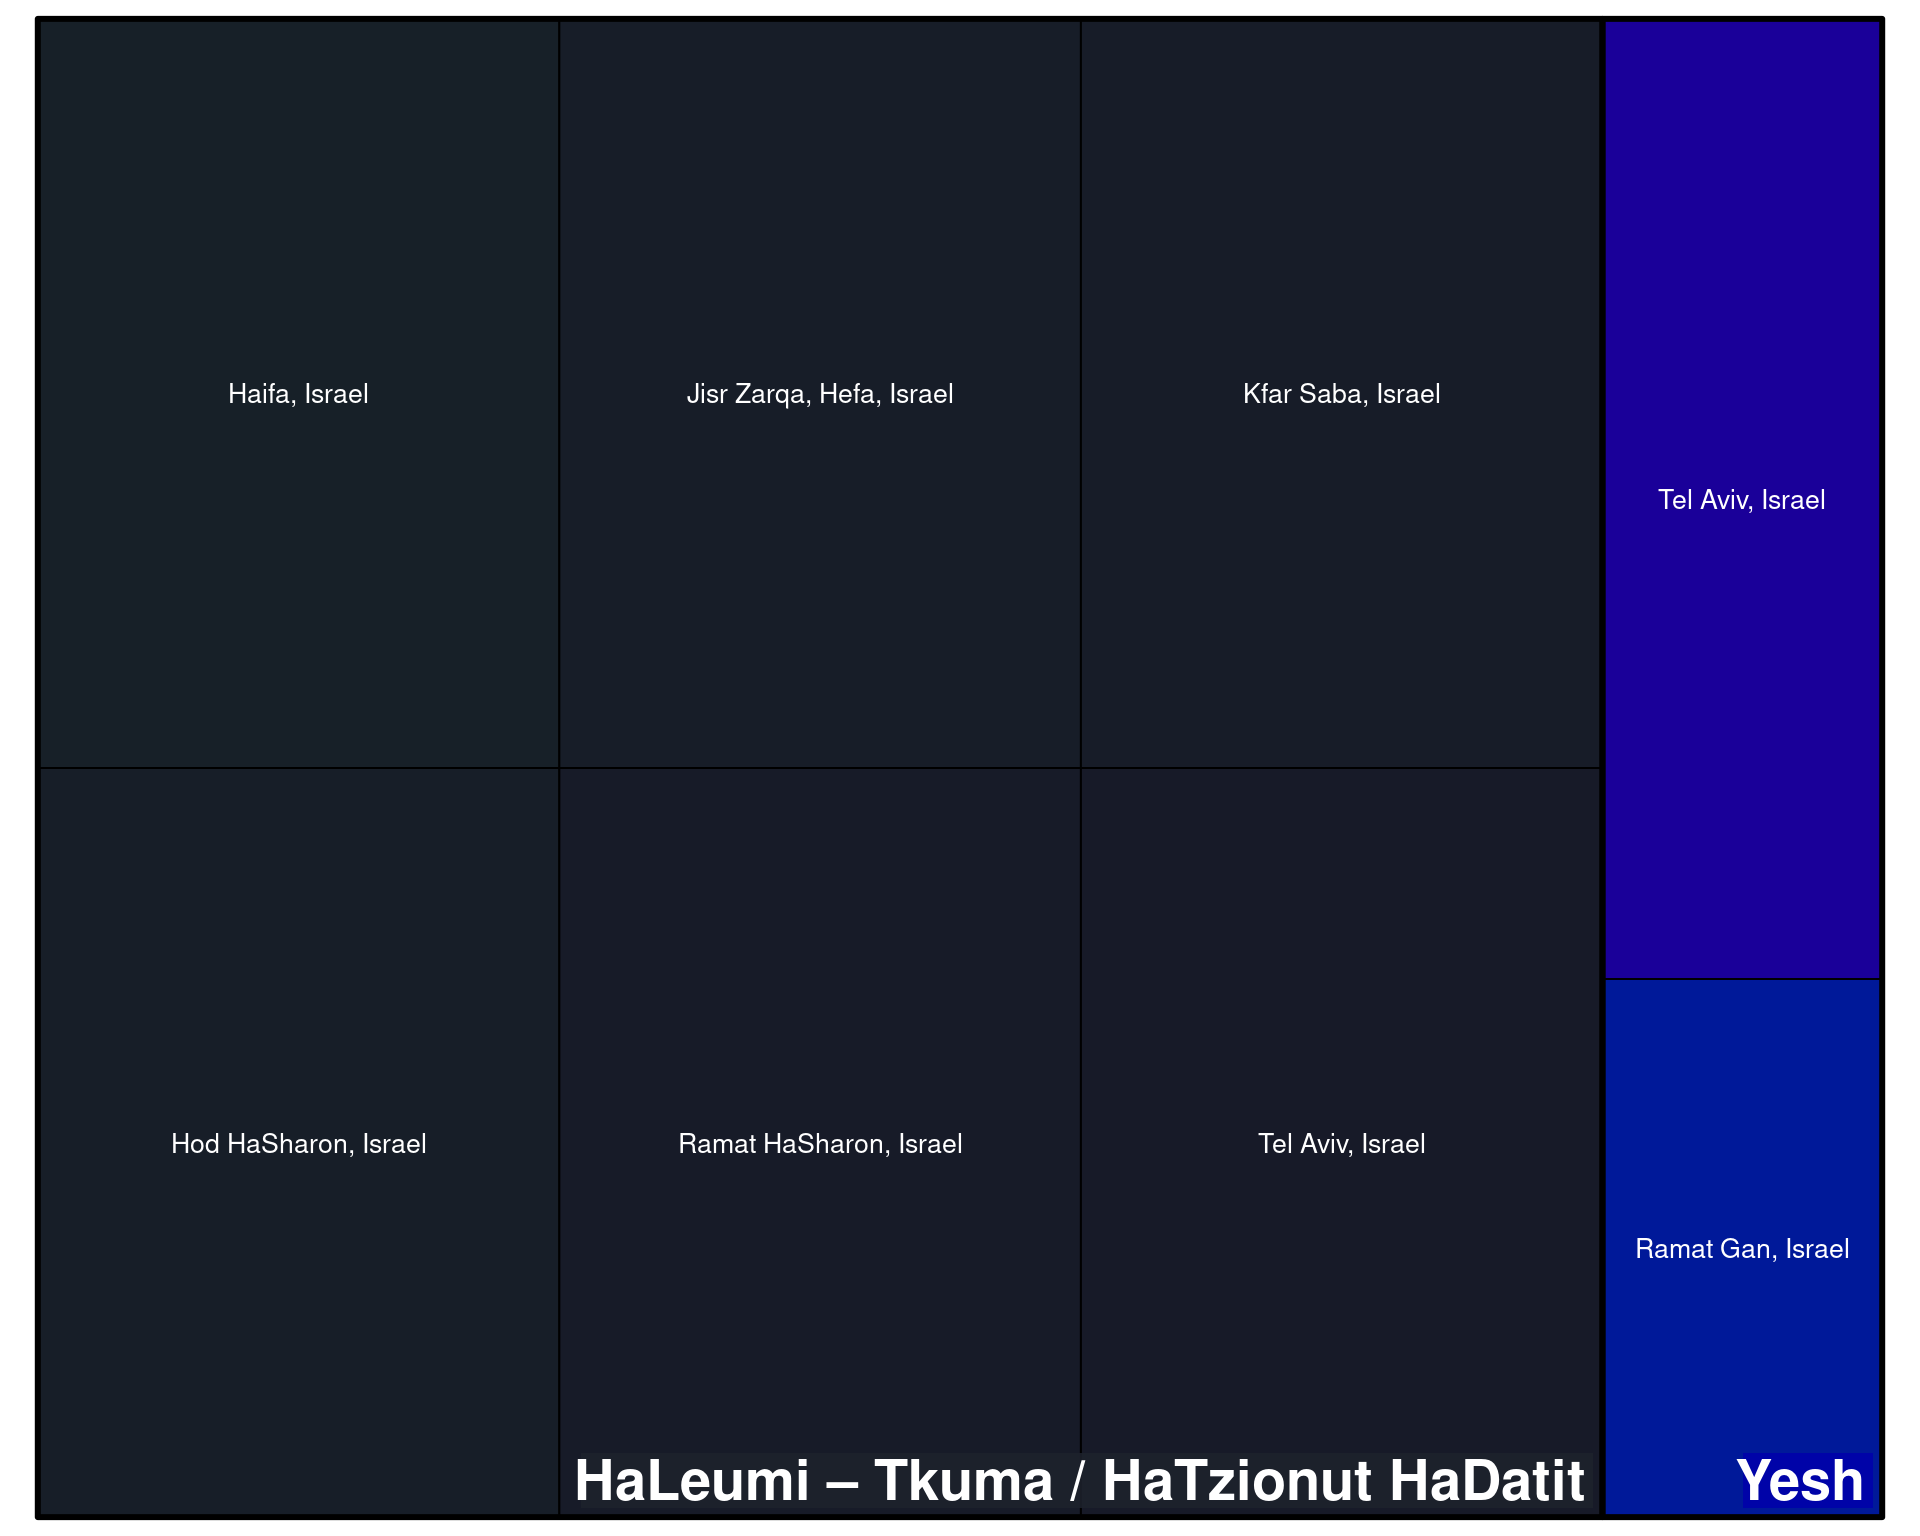 Haifa, Israel
Jisr Zarqa, Hefa, Israel
Kfar Saba, Israel
Tel Aviv, Israel
Hod HaSharon, Israel
Ramat HaSharon, Israel
Tel Aviv, Israel
Ramat Gan, Israel
HaLeumi – Tkuma / HaTzionut HaDatit
Yesh